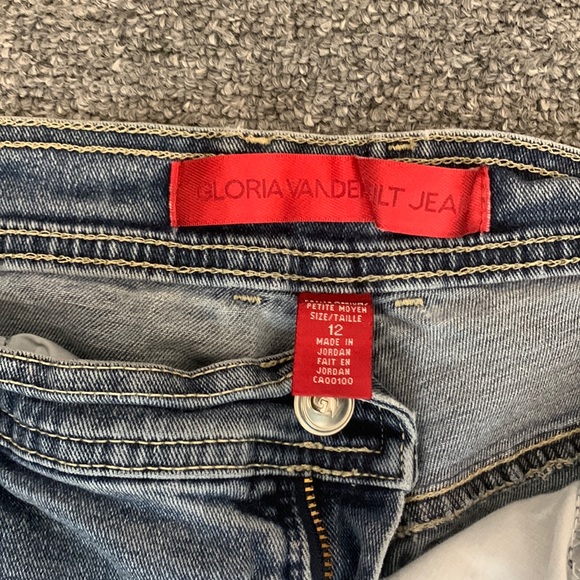 GLORIA VANDERBILT JEA
PETITE MOYEN
SIZE/TAILLE
12
MADE IN
JORDAN
FAIT EN
JORDAN
CA00100